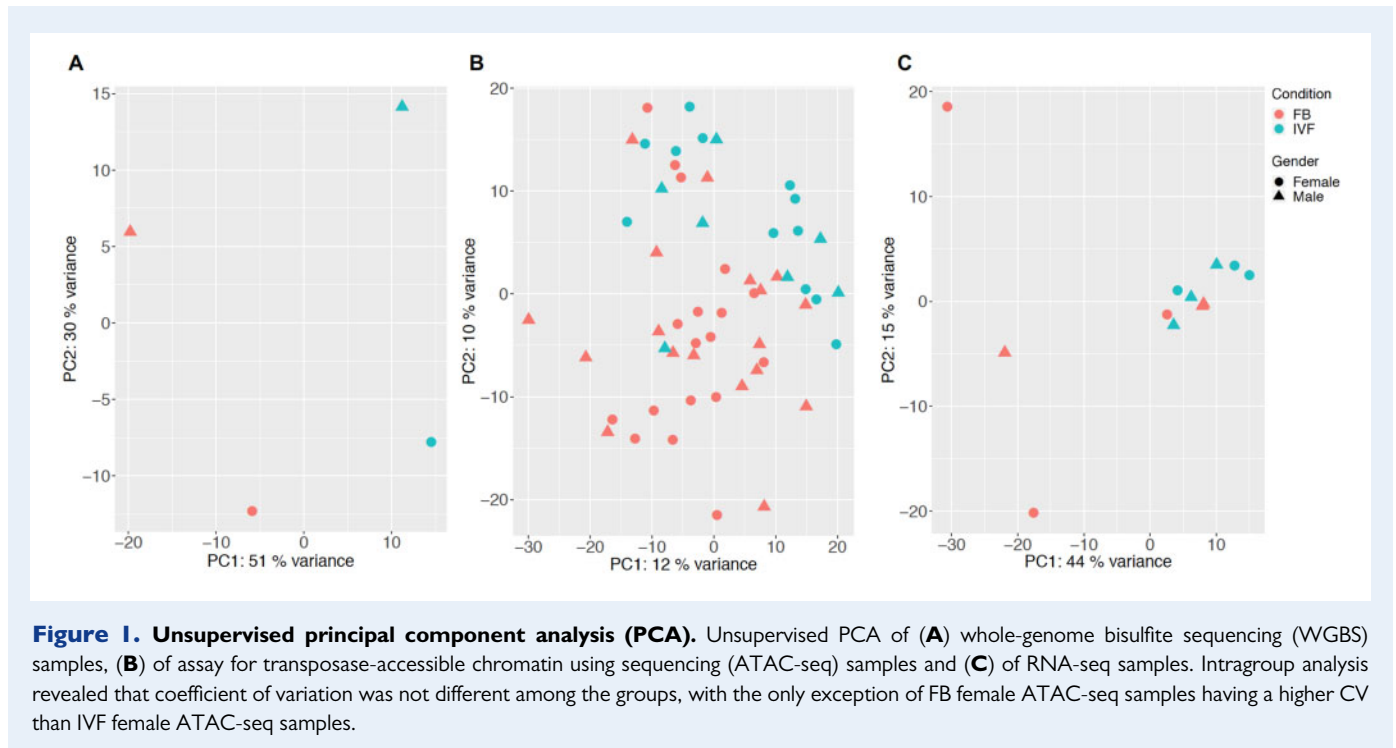 A
15
10
5
0
−5
−10
−20
−10
0
10
PC2: 30 % variance
PC1: 51 % variance
B
20
10
0
−10
−20
−30
−20
−10
0
10
20
PC2: 10 % variance
PC1: 12 % variance
C
20
10
0
−10
−20
−30
−20
−10
0
10
PC2: 15 % variance
PC1: 44 % variance
Condition
FB
IVF
Gender
Female
Male
Figure 1. Unsupervised principal component analysis (PCA). Unsupervised PCA of (A) whole-genome bisulfite sequencing (WGBS)
samples, (B) of assay for transposase-accessible chromatin using sequencing (ATAC-seq) samples and (C) of RNA-seq samples. Intragroup analysis
revealed that coefficient of variation was not different among the groups, with the only exception of FB female ATAC-seq samples having a higher CV
than IVF female ATAC-seq samples.